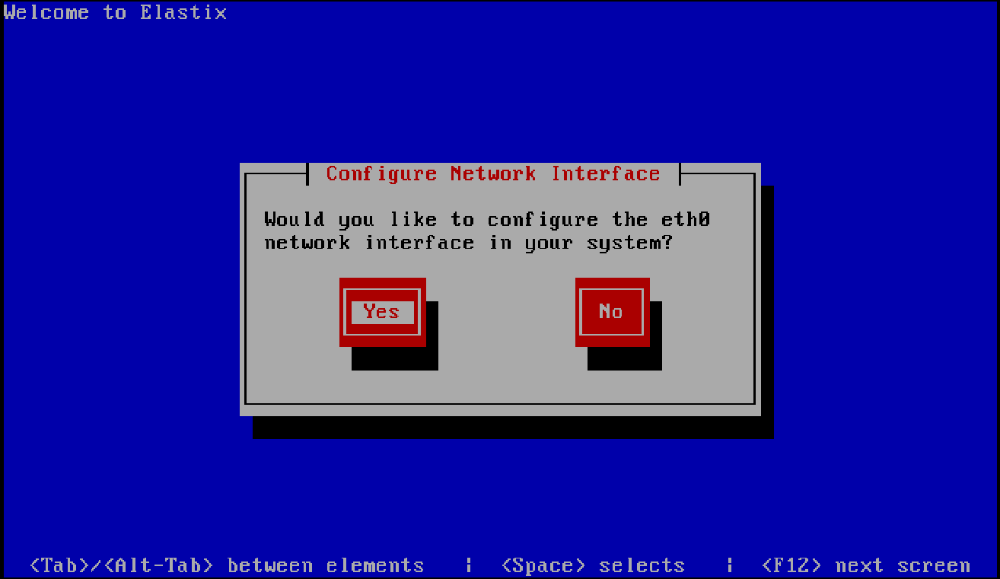 Welcome to Elastix
Configure Network Interface
Would you like to configure the eth0
network interface in your system?
Yes No
<Tab>/<Alt-Tab> between elements | <Space> selects | <F12> next screen